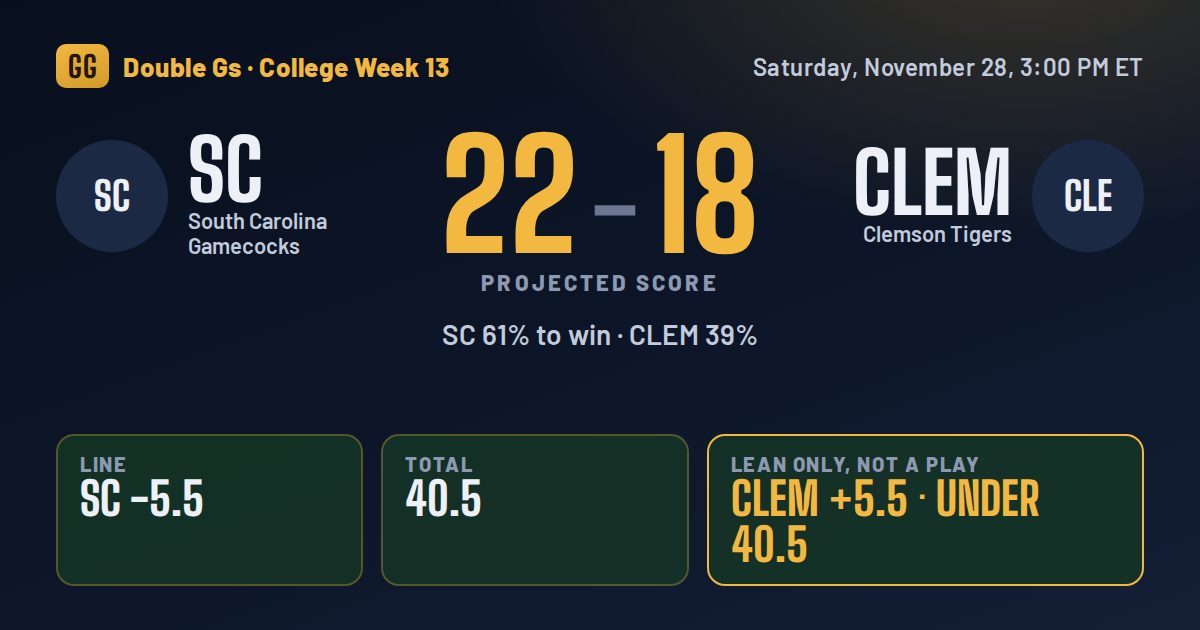 GG
Double Gs · College Week 13
Saturday, November 28, 3:00 PM ET
SC
SC
South Carolina
Gamecocks
22–18
PROJECTED SCORE
SC 61% to win · CLEM 39%
CLEM
Clemson Tigers
CLE
LINE
SC −5.5
TOTAL
40.5
LEAN ONLY, NOT A PLAY
CLEM +5.5 · UNDER
40.5